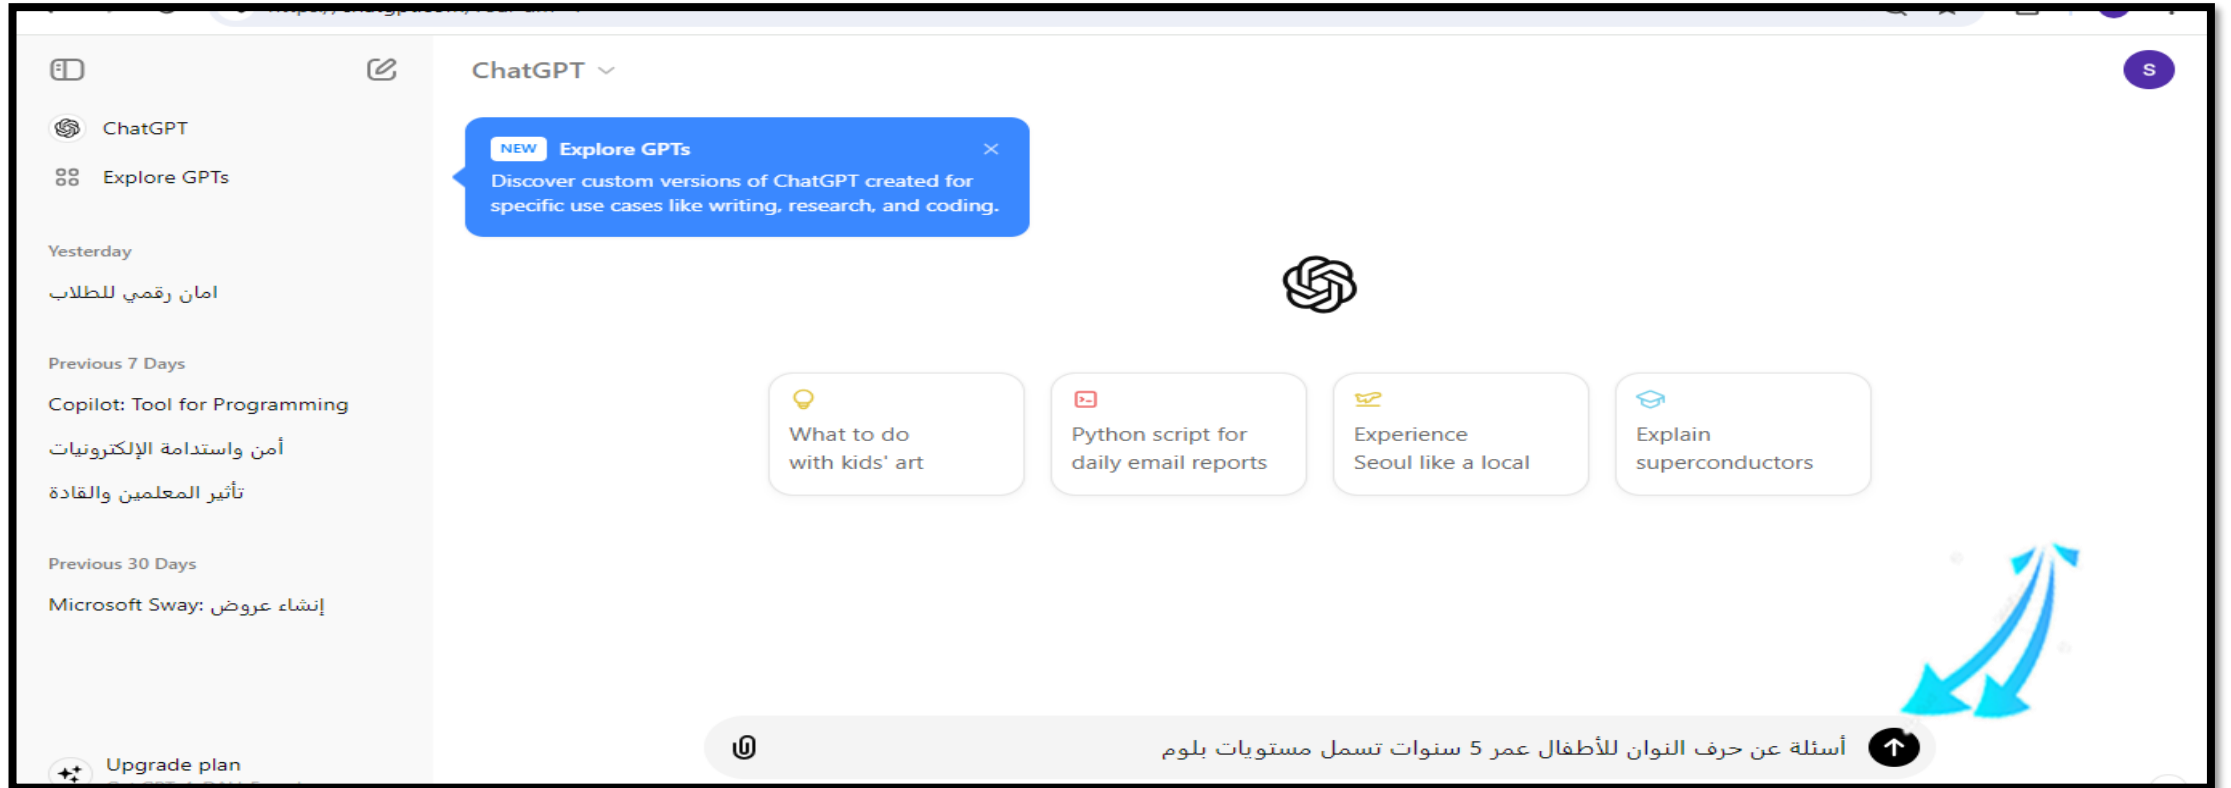 ChatGPT
Explore GPTs
Yesterday
امان رقمي للطلاب
Previous 7 Days
Copilot: Tool for Programming
أمن واستدامة الإلكترونيات
تأثير المعلمين والقادة
Previous 30 Days
Microsoft Sway: إنشاء عروض
Upgrade plan
ChatGPT
S
NEW Explore GPTs
Discover custom versions of ChatGPT created for
specific use cases like writing, research, and coding.
What to do
with kids' art
Python script for
daily email reports
Experience
Seoul like a local
Explain
superconductors
أسئلة عن حرف النوان للأطفال عمر 5 سنوات تسمل مستويات بلوم